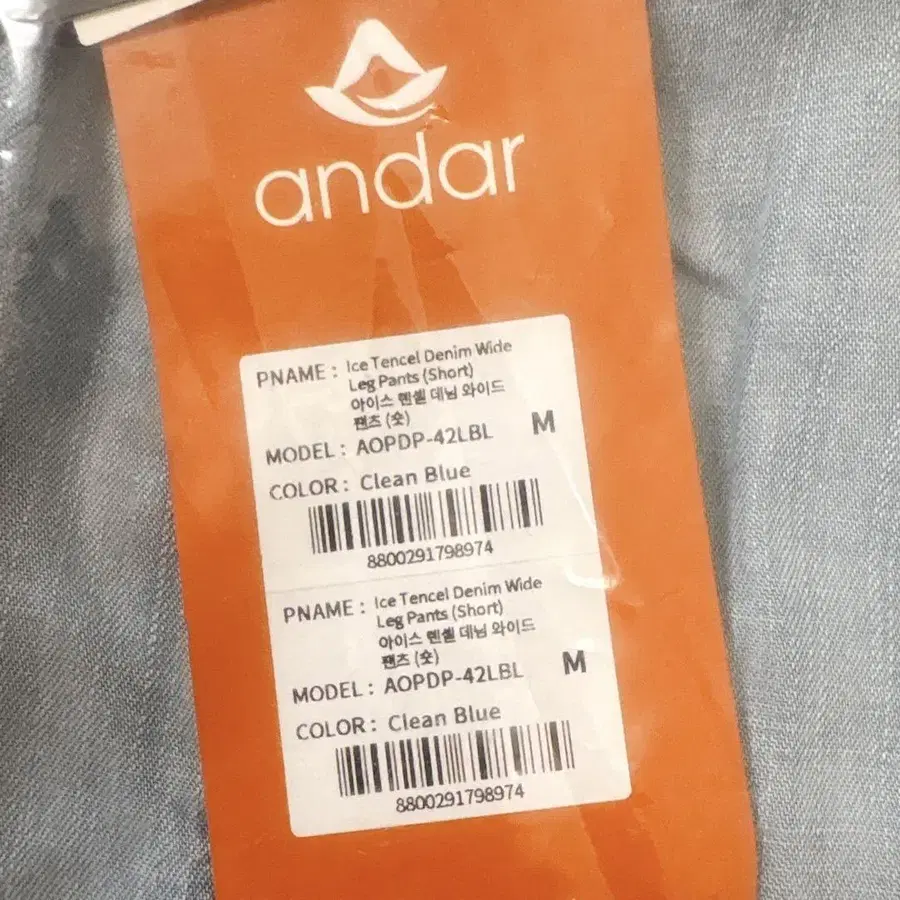 andar
PNAME : Ice Tencel Denim Wide
Leg Pants (Short)
아이스 텐셀 데님 와이드
팬츠 (숏)
MODEL : AOPDP-42LBL M
COLOR : Clean Blue
8800291798974
PNAME : Ice Tencel Denim Wide
Leg Pants (Short)
아이스 텐셀 데님 와이드
팬츠 (숏)
MODEL : AOPDP-42LBL M
COLOR : Clean Blue
8800291798974